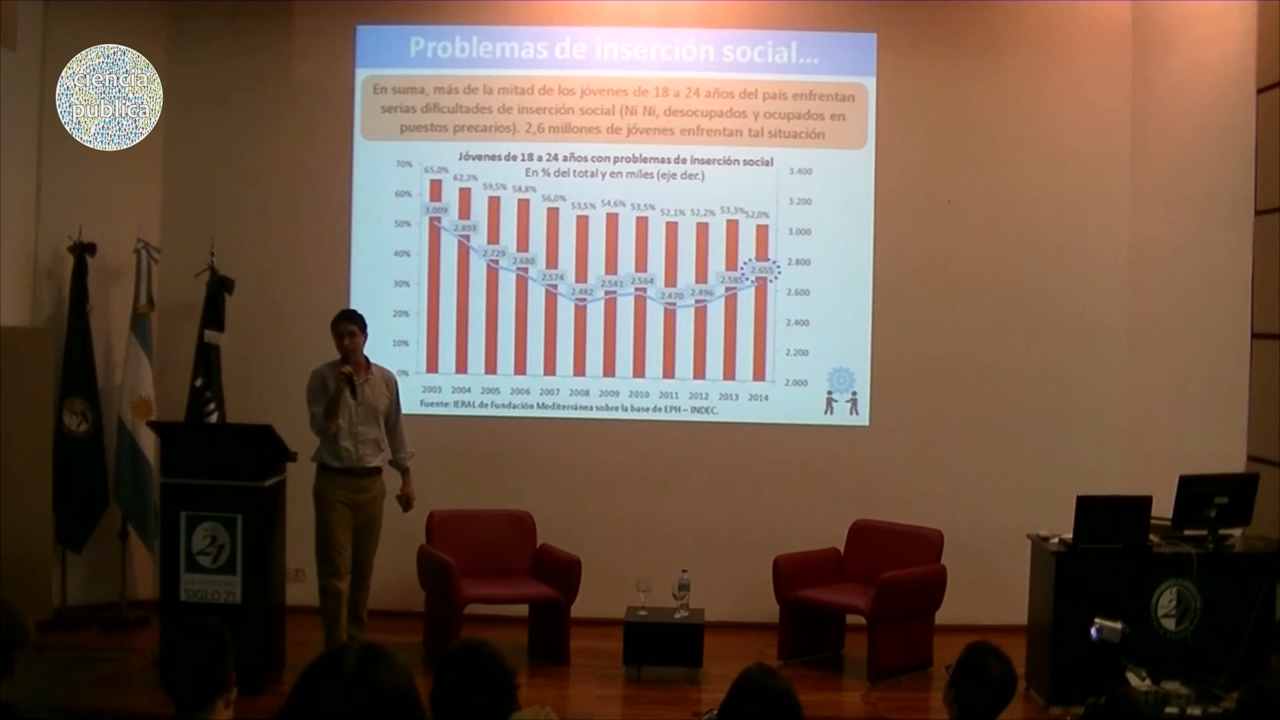 ciencia
pública
Problemas de inserción social...
En suma, más de la mitad de los jóvenes de 18 a 24 años del país enfrentan
serias dificultades de inserción social (Ni Ni, desocupados y ocupados en
puestos precarios). 2,6 millones de jóvenes enfrentan tal situación
Jóvenes de 18 a 24 años con problemas de inserción social
En % del total y en miles (eje der.)
70%
60%
50%
40%
30%
20%
10%
0%
65,0% 62,3% 59,5% 58,8% 56,0% 53,5% 54,6% 53,5% 52,1% 52,2% 53,3% 52,0%
3.009 2.893 2.729 2.680 2.574 2.482 2.541 2.564 2.470 2.496 2.585 2.655
3.400
3.200
3.000
2.800
2.600
2.400
2.200
2.000
2003 2004 2005 2006 2007 2008 2009 2010 2011 2012 2013 2014
Fuente: IERAL de Fundación Mediterránea sobre la base de EPH – INDEC.
21
UNIVERSIDAD
SIGLO 21